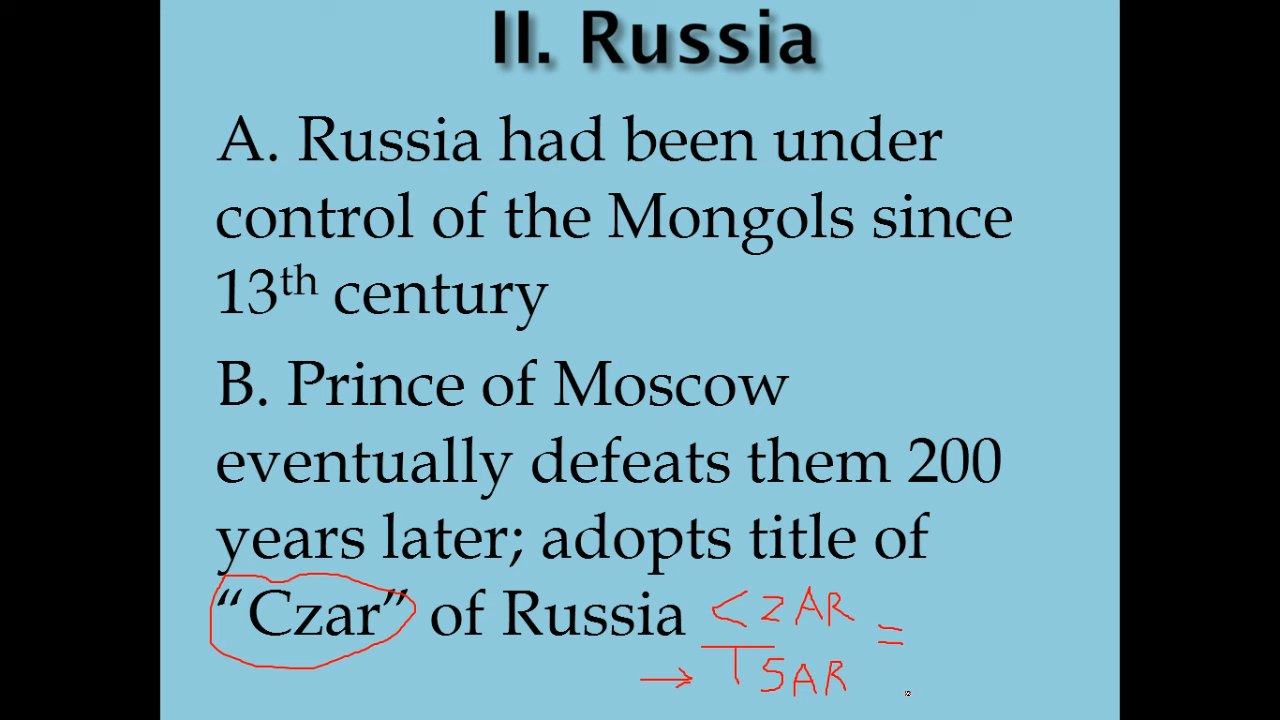 II. Russia
A. Russia had been under
control of the Mongols since
13th century
B. Prince of Moscow
eventually defeats them 200
years later; adopts title of
“Czar” of Russia CZAR =
→ TSAR